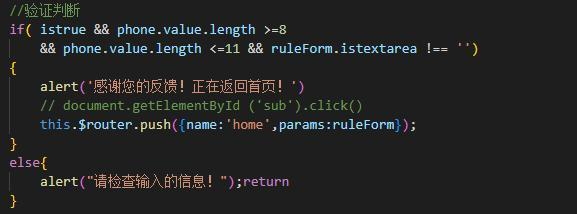 //验证判断
if( istrue && phone.value.length >=8
&& phone.value.length <=11 && ruleForm.istextarea !== '')
{
alert('感谢您的反馈！正在返回首页！')
// document.getElementById ('sub').click()
this.$router.push({name:'home',params:ruleForm});
}
else{
alert("请检查输入的信息！");return
}